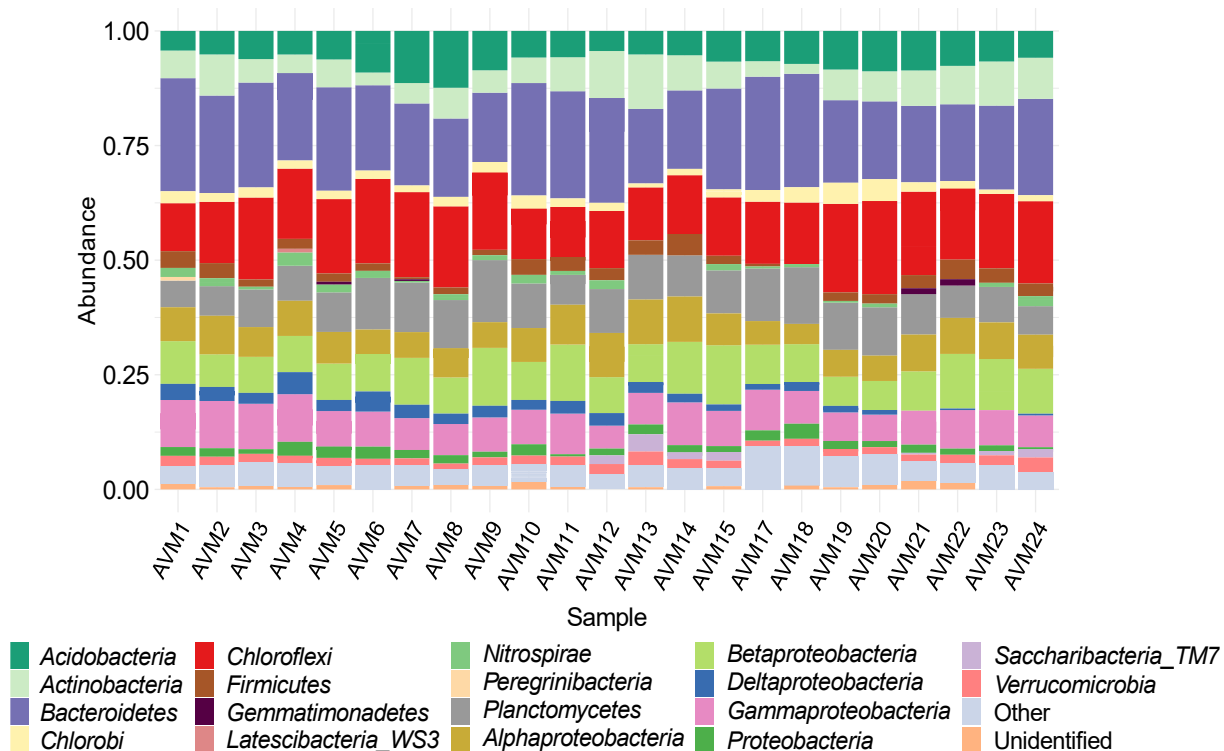 1.00
0.75
0.50
0.25
0.00
Abundance
AVM1 AVM2 AVM3 AVM4 AVM5 AVM6 AVM7 AVM8 AVM9 AVM10 AVM11 AVM12 AVM13 AVM14 AVM15 AVM17 AVM18 AVM19 AVM20 AVM21 AVM22 AVM23 AVM24
Sample
Acidobacteria Chloroflexi Nitrospirae Betaproteobacteria Saccharibacteria_TM7
Actinobacteria Firmicutes Peregrinibacteria Deltaproteobacteria Verrucomicrobia
Bacteroidetes Gemmatimonadetes Planctomycetes Gammaproteobacteria Other
Chlorobi Latescibacteria_WS3 Alphaproteobacteria Proteobacteria Unidentified